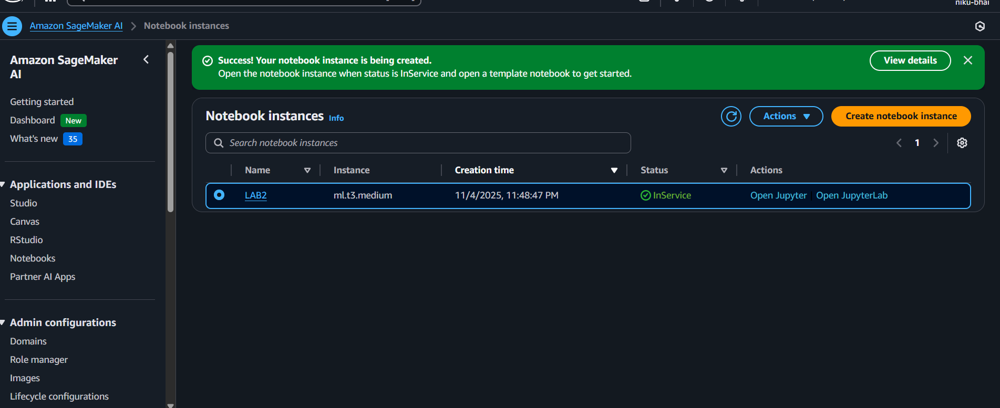 niku-bhai
Amazon SageMaker AI
Notebook instances
Amazon SageMaker
AI
Getting started
Dashboard New
What's new 35
Applications and IDEs
Studio
Canvas
RStudio
Notebooks
Partner AI Apps
Admin configurations
Domains
Role manager
Images
Lifecycle configurations
Success! Your notebook instance is being created.
Open the notebook instance when status is InService and open a template notebook to get started.
View details
Notebook instances Info
Actions
Create notebook instance
Search notebook instances
1
Name Instance Creation time Status Actions
LAB2 ml.t3.medium 11/4/2025, 11:48:47 PM InService Open Jupyter Open JupyterLab